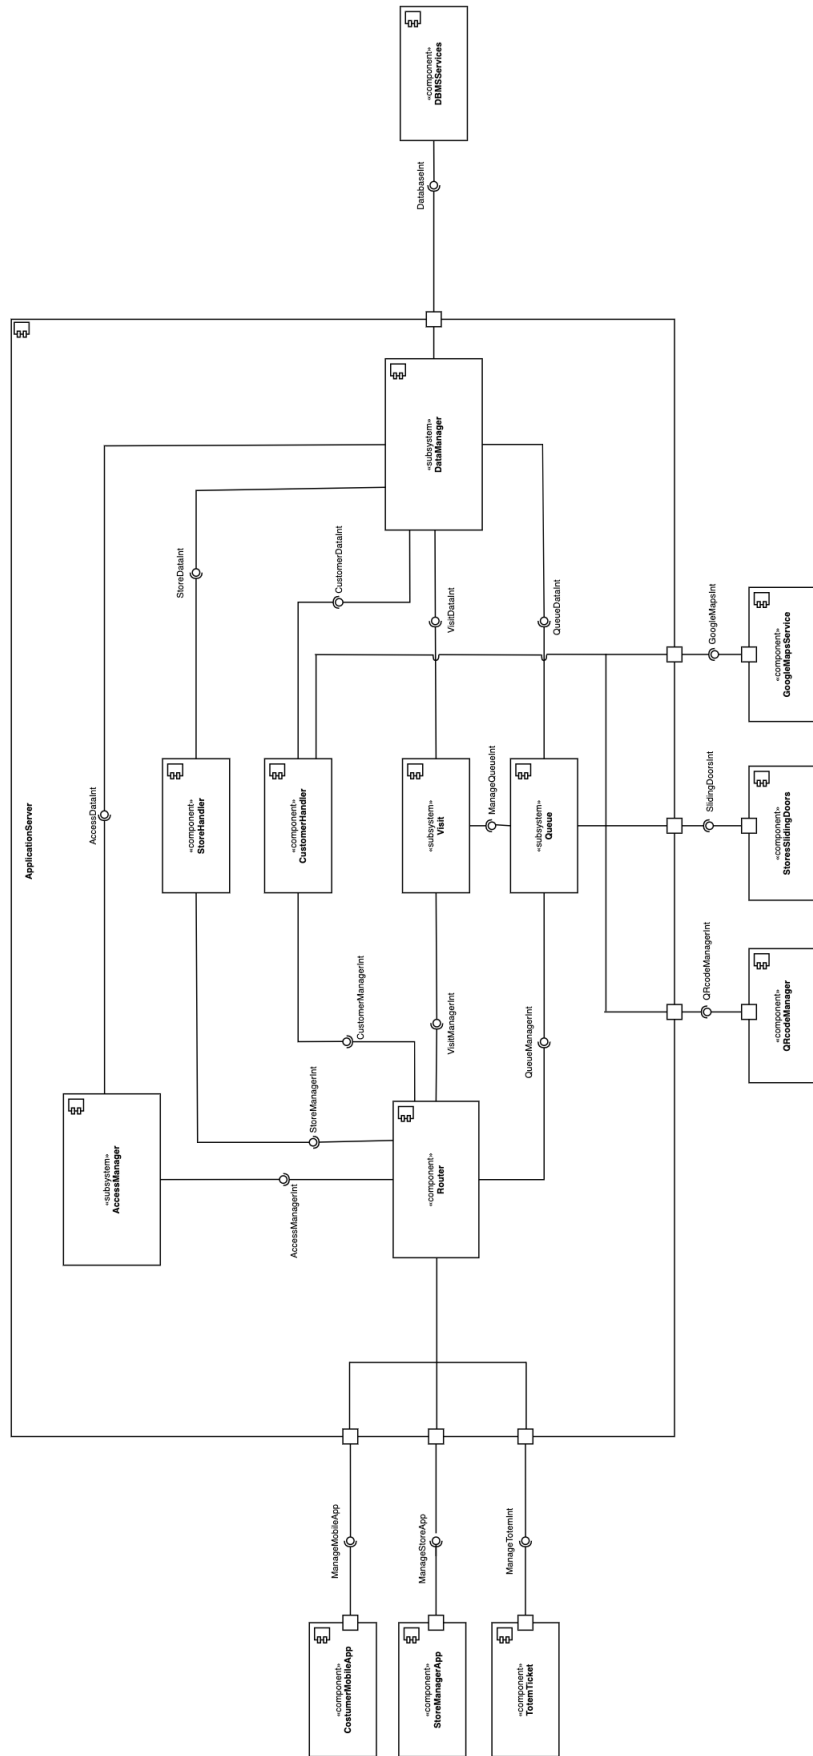 ApplicationServer
«component»
CostumerMobileApp
«component»
StoreManagerApp
«component»
TotemTicket
ManageMobileApp
ManageStoreApp
ManageTotemInt
«subsystem»
AccessManager
«component»
Router
AccessManagerInt
StoreManagerInt
CustomerManagerInt
VisitManagerInt
QueueManagerInt
«component»
StoreHandler
«component»
CustomerHandler
«subsystem»
Visit
«subsystem»
Queue
ManageQueueInt
AccessDataInt
StoreDataInt
CustomerDataInt
VisitDataInt
QueueDataInt
«subsystem»
DataManager
DatabaseInt
«component»
DBMSServices
QRcodeManagerInt
SlidingDoorsInt
GoogleMapsInt
«component»
QRcodeManager
«component»
StoresSlidingDoors
«component»
GoogleMapsService